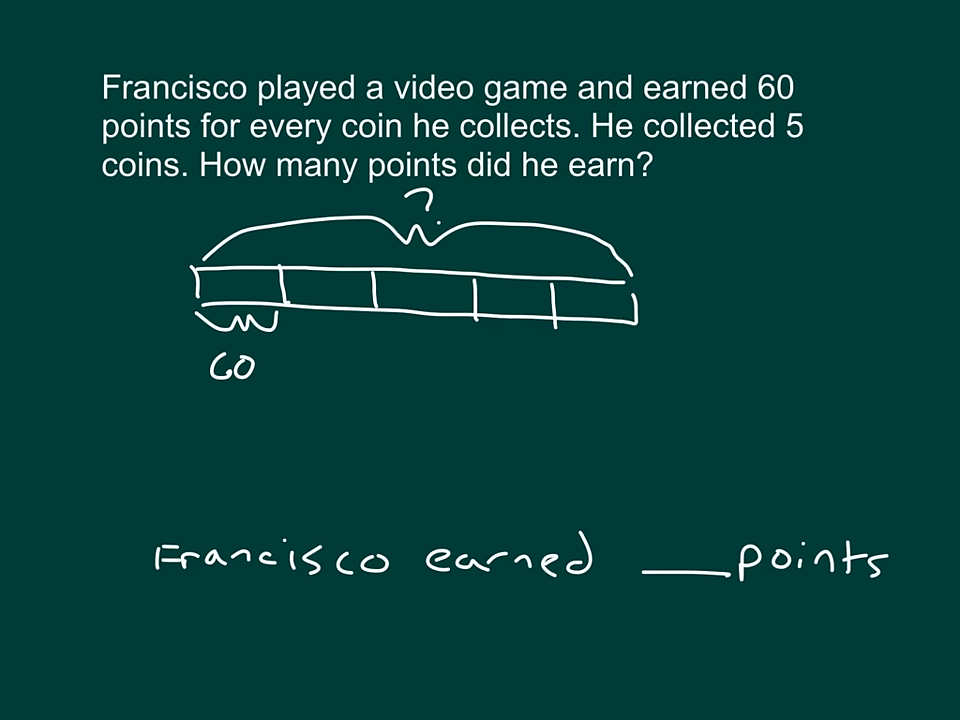 Francisco played a video game and earned 60
points for every coin he collects. He collected 5
coins. How many points did he earn?
?
60
Francisco earned ___ points